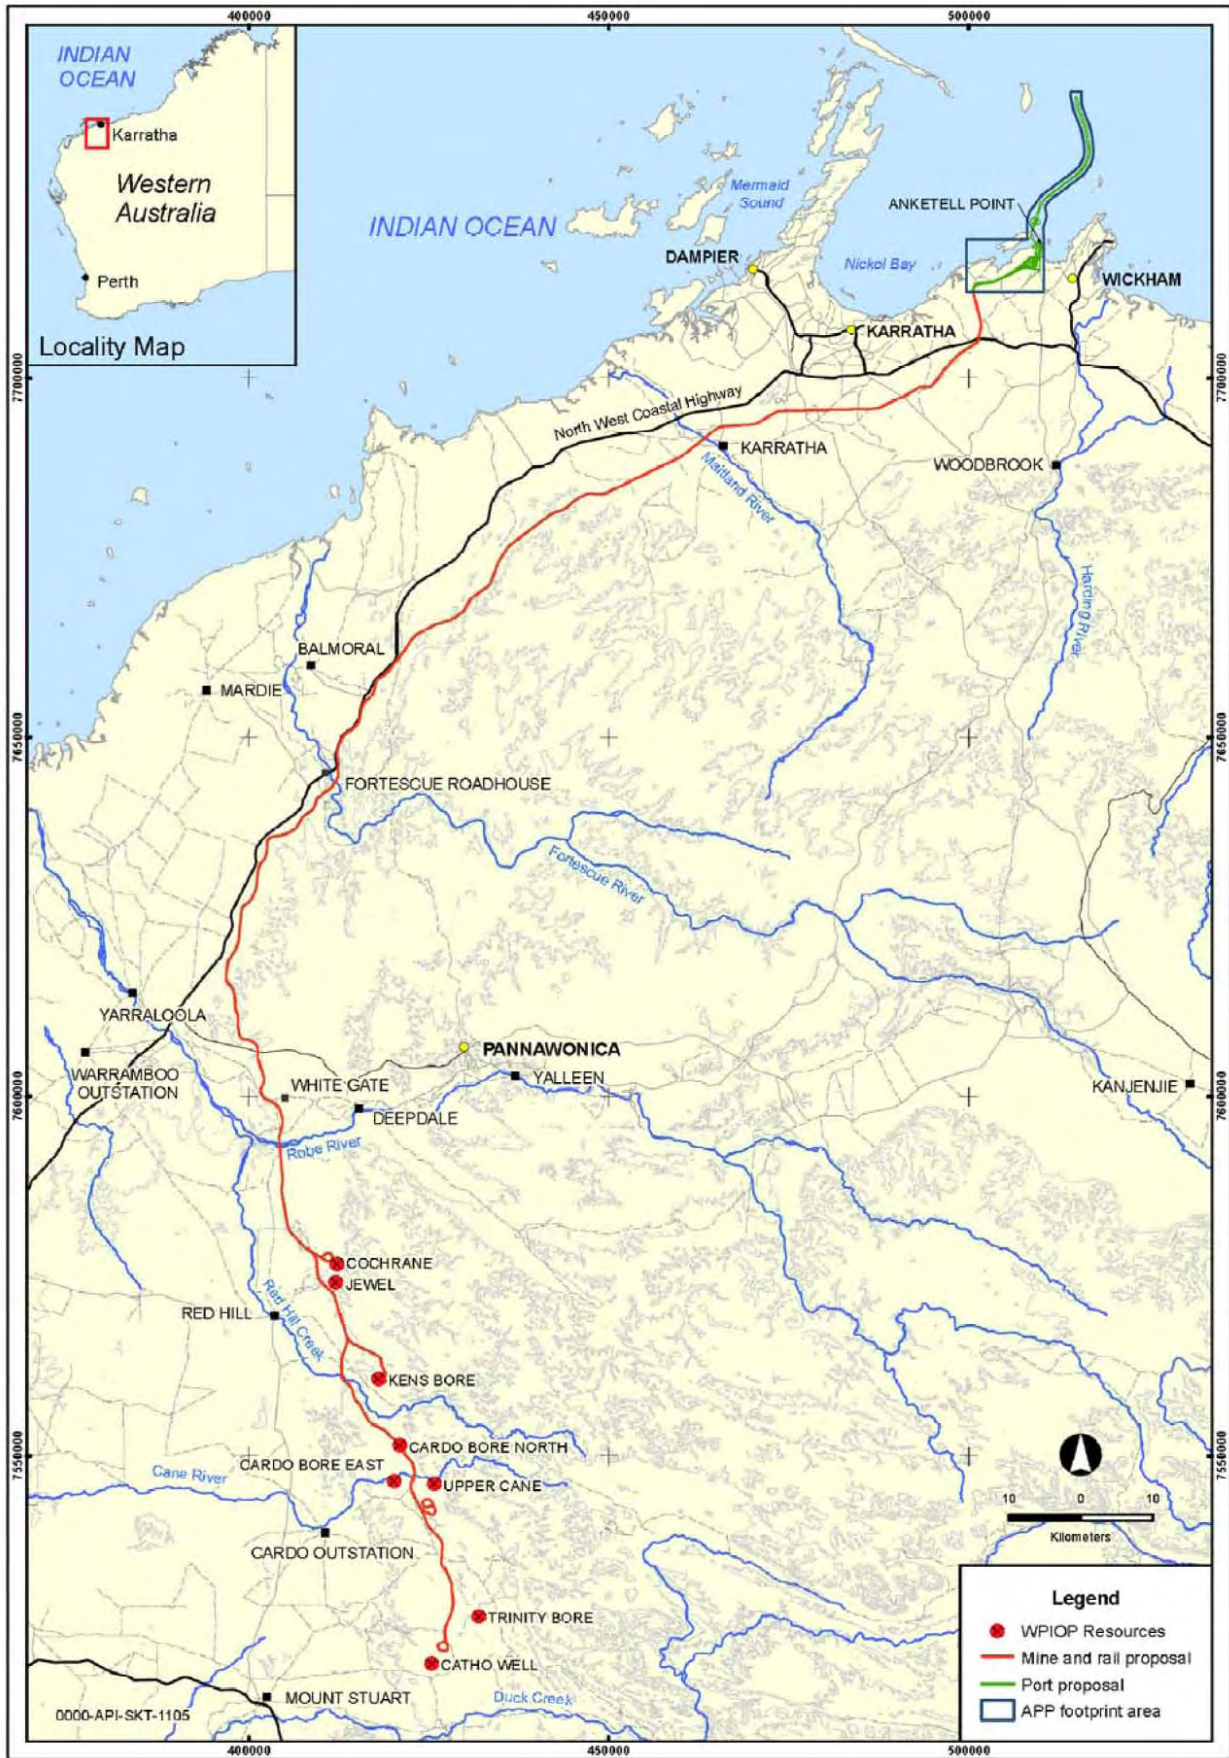 400000
450000
500000
INDIAN
OCEAN
Karratha
Western
Australia
Perth
Locality Map
INDIAN OCEAN
Mermaid
Sound
ANKETELL POINT
DAMPIER
Nickol Bay
WICKHAM
KARRATHA
7700000
7700000
North West Coastal Highway
KARRATHA
WOODBROOK
Maitland River
Harding River
BALMORAL
MARDIE
7650000
7650000
FORTESCUE ROADHOUSE
Fortescue River
YARRALOOLA
PANNAWONICA
WARRAMBOO
OUTSTATION
WHITE GATE
YALLEEN
KANJENJIE
7600000
7600000
DEEPDALE
Robe River
COCHRANE
JEWEL
RED HILL
Red Hill Creek
KENS BORE
CARDO BORE NORTH
7550000
7550000
CARDO BORE EAST
Cane River
UPPER CANE
10 0 10
Kilometers
CARDO OUTSTATION
TRINITY BORE
CATHO WELL
MOUNT STUART
Duck Creek
0000-API-SKT-1105
Legend
WPIOP Resources
Mine and rail proposal
Port proposal
APP footprint area
400000
450000
500000